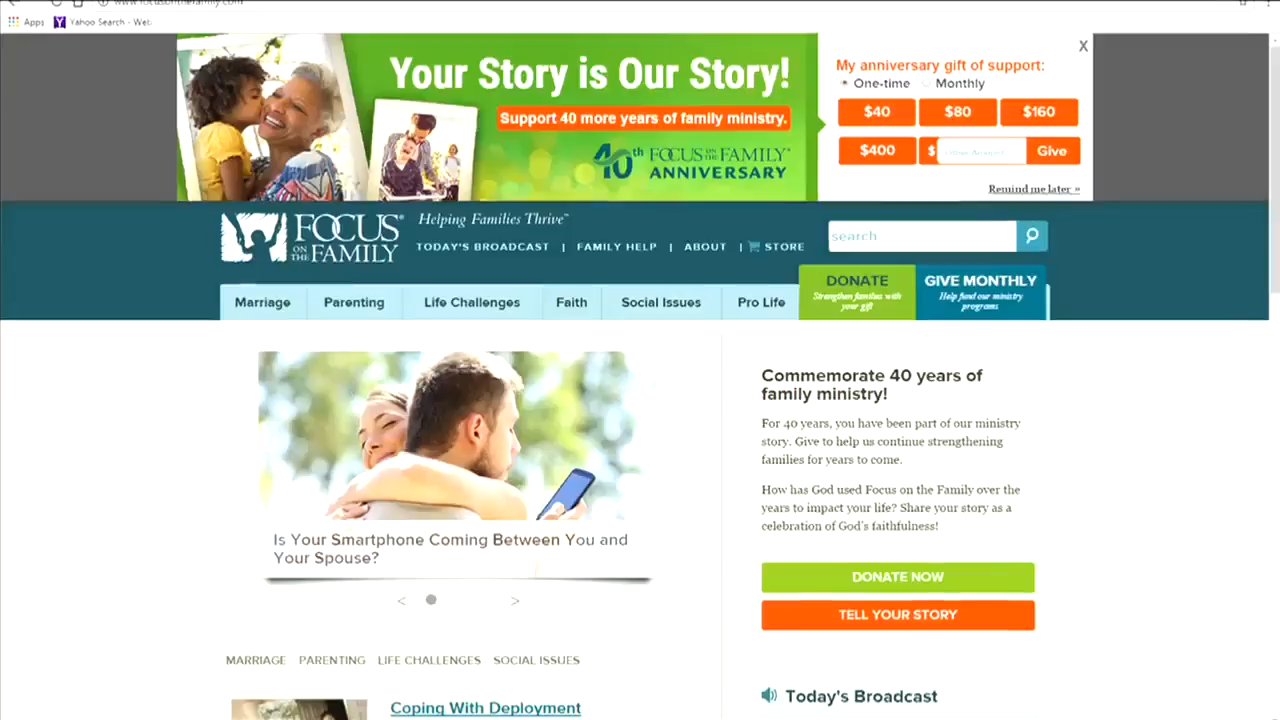 www.focusonthefamily.com
Apps
Yahoo Search - Web
Your Story is Our Story!
Support 40 more years of family ministry.
40th FOCUS ON THE FAMILY
ANNIVERSARY
X
My anniversary gift of support:
One-time
Monthly
$40
$80
$160
$400
$
Give
Remind me later »
FOCUS
ON THE FAMILY®
Helping Families Thrive™
TODAY'S BROADCAST | FAMILY HELP | ABOUT | STORE
search
Marriage
Parenting
Life Challenges
Faith
Social Issues
Pro Life
DONATE
Strengthen families with
your gift
GIVE MONTHLY
Help fund our ministry
programs
Is Your Smartphone Coming Between You and
Your Spouse?
< >
MARRIAGE PARENTING LIFE CHALLENGES SOCIAL ISSUES
Coping With Deployment
Commemorate 40 years of
family ministry!
For 40 years, you have been part of our ministry
story. Give to help us continue strengthening
families for years to come.
How has God used Focus on the Family over the
years to impact your life? Share your story as a
celebration of God's faithfulness!
DONATE NOW
TELL YOUR STORY
Today's Broadcast